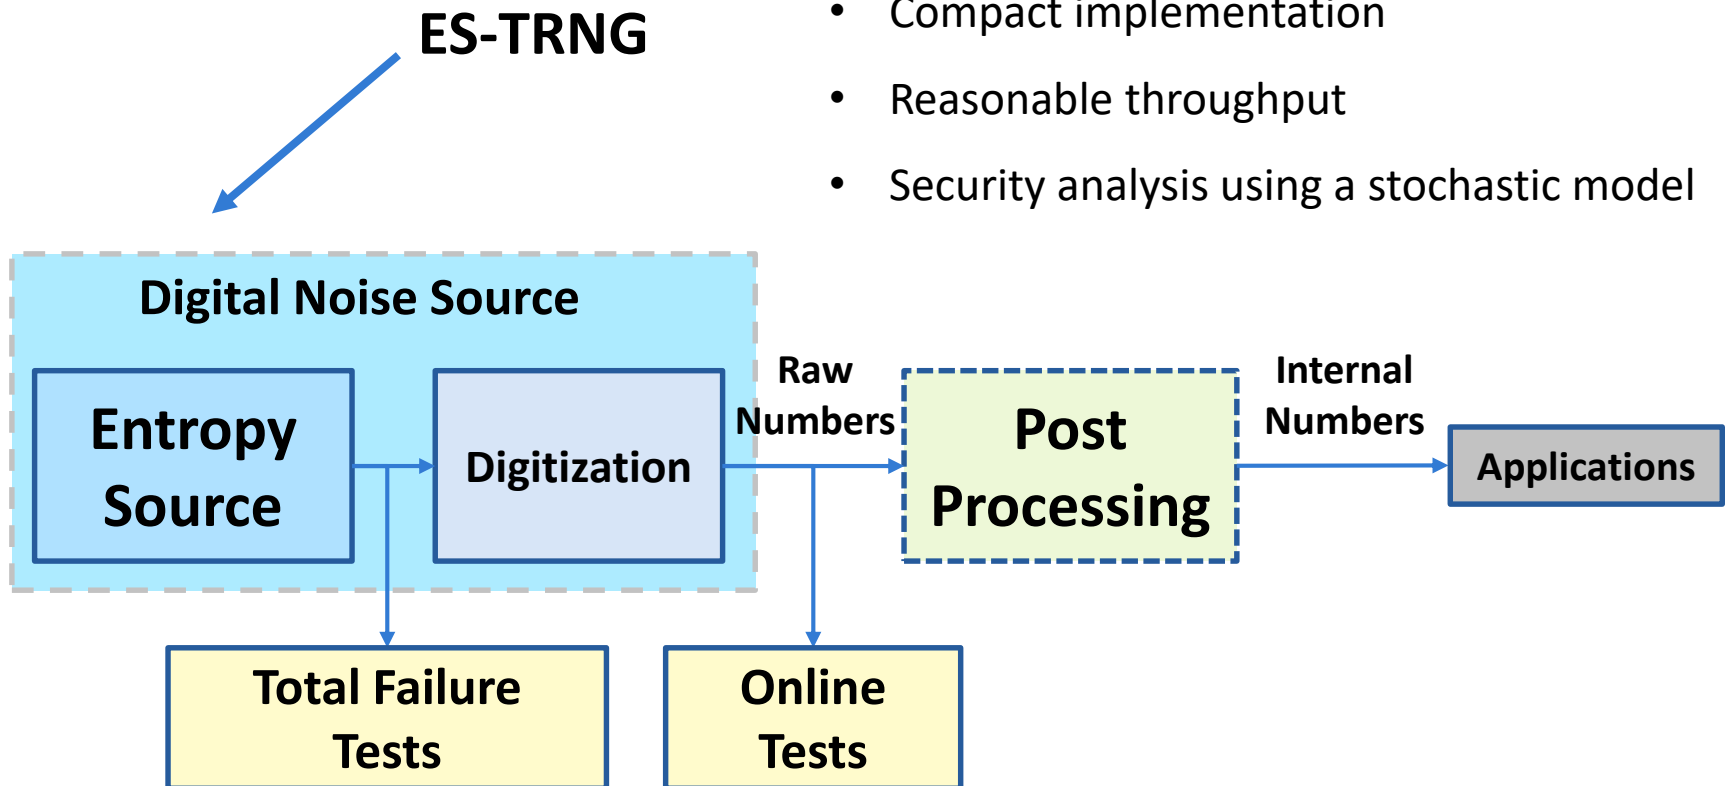 ES-TRNG
• Compact implementation
• Reasonable throughput
• Security analysis using a stochastic model
Digital Noise Source
Entropy
Source
Digitization
Raw
Numbers
Post
Processing
Internal
Numbers
Applications
Total Failure
Tests
Online
Tests